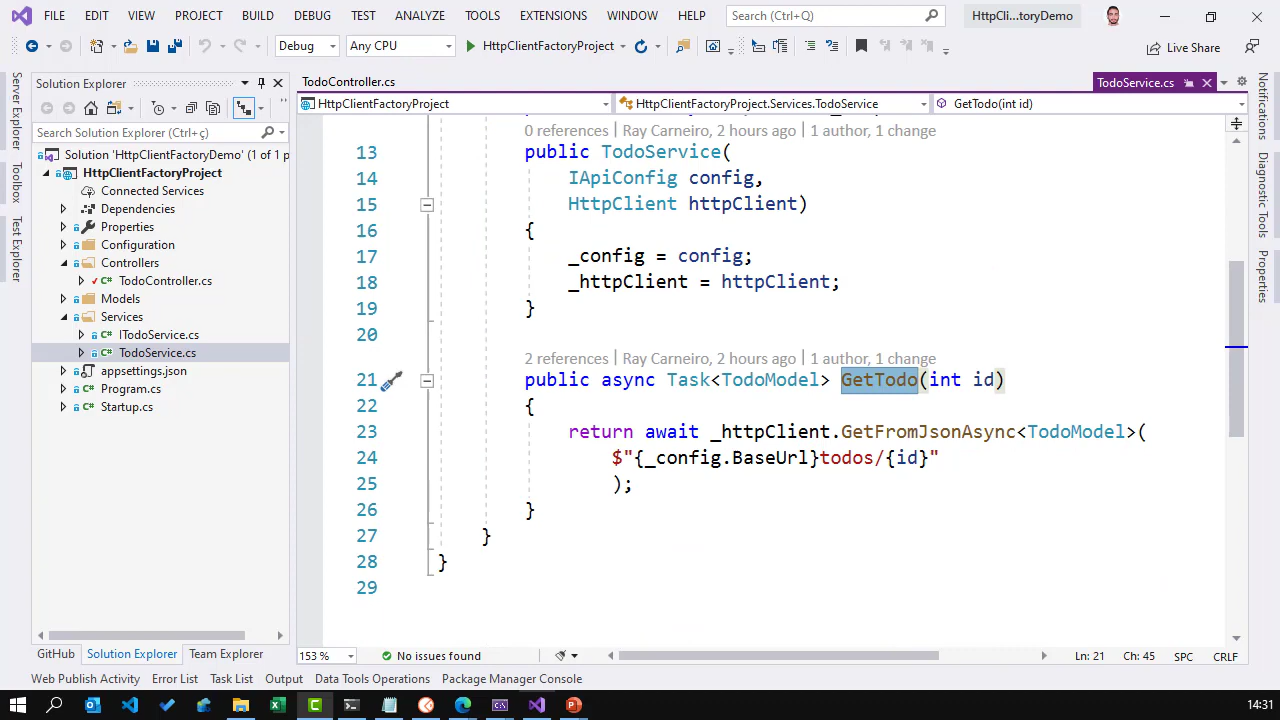 FILE EDIT VIEW PROJECT BUILD DEBUG TEST ANALYZE TOOLS EXTENSIONS WINDOW HELP Search (Ctrl+Q) HttpCli...toryDemo
Debug Any CPU HttpClientFactoryProject Live Share
Server Explorer
Toolbox
Test Explorer
Solution Explorer
Search Solution Explorer (Ctrl+ç)
Solution 'HttpClientFactoryDemo' (1 of 1 p
HttpClientFactoryProject
Connected Services
Dependencies
Properties
Configuration
Controllers
TodoController.cs
Models
Services
ITodoService.cs
TodoService.cs
appsettings.json
Program.cs
Startup.cs
GitHub Solution Explorer Team Explorer
TodoController.cs TodoService.cs
HttpClientFactoryProject HttpClientFactoryProject.Services.TodoService GetTodo(int id)
0 references | Ray Carneiro, 2 hours ago | 1 author, 1 change
13 public TodoService(
14 IApiConfig config,
15 HttpClient httpClient)
16 {
17 _config = config;
18 _httpClient = httpClient;
19 }
20
2 references | Ray Carneiro, 2 hours ago | 1 author, 1 change
21 public async Task<TodoModel> GetTodo(int id)
22 {
23 return await _httpClient.GetFromJsonAsync<TodoModel>(
24 $"{_config.BaseUrl}todos/{id}"
25 );
26 }
27 }
28 }
29
153 % No issues found Ln: 21 Ch: 45 SPC CRLF
Notifications
Diagnostic Tools
Properties
Web Publish Activity Error List Task List Output Data Tools Operations Package Manager Console
14:31